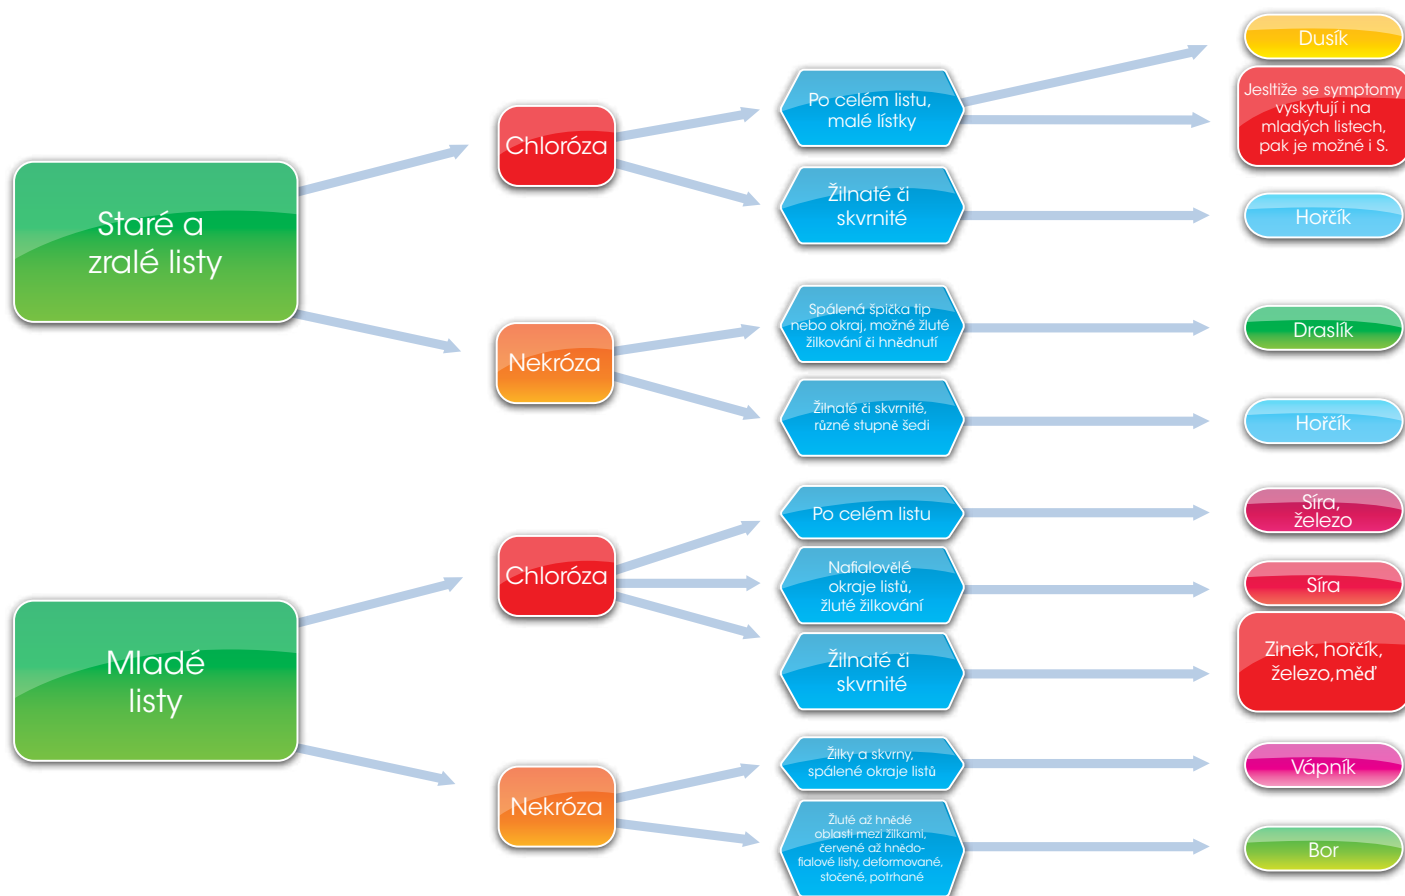 Staré a
zralé listy
Chloróza
Po celém listu,
malé lístky
Dusík
Jesltiže se symptomy
vyskytují i na
mladých listech,
pak je možné i S.
Žilnaté či
skvrnité
Hořčík
Nekróza
Spálená špička tip
nebo okraj, možné žluté
žilkování či hnědnutí
Draslík
Žilnaté či skvrnité,
různé stupně šedi
Hořčík
Mladé
listy
Chloróza
Po celém listu
Síra,
železo
Nafialovělé
okraje listů,
žluté žilkování
Síra
Žilnaté či
skvrnité
Zinek, hořčík,
železo,měď
Nekróza
Žilky a skvrny,
spálené okraje listů
Vápník
Žluté až hnědé
oblasti mezi žilkami,
červené až hnědo-
fialové listy, deformované,
stočené, potrhané
Bor